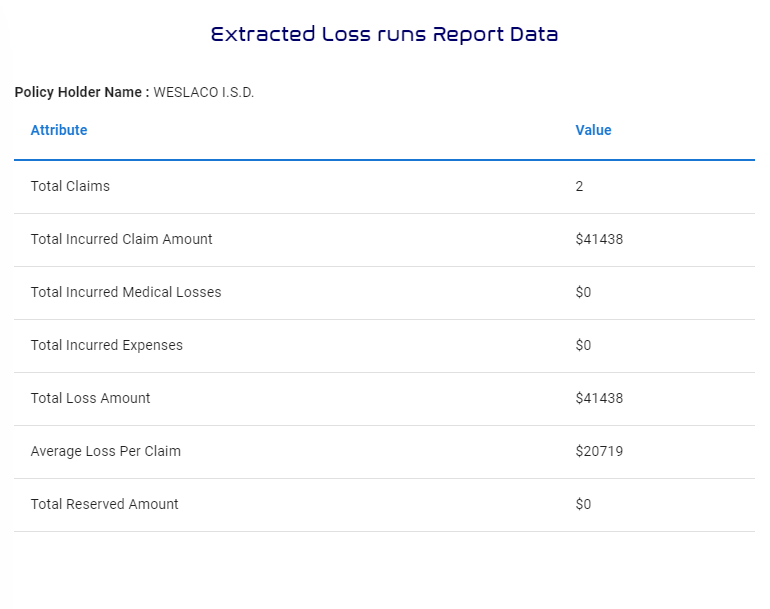 Extracted Loss runs Report Data
Policy Holder Name : WESLACO I.S.D.
Attribute Value
Total Claims 2
Total Incurred Claim Amount $41438
Total Incurred Medical Losses $0
Total Incurred Expenses $0
Total Loss Amount $41438
Average Loss Per Claim $20719
Total Reserved Amount $0